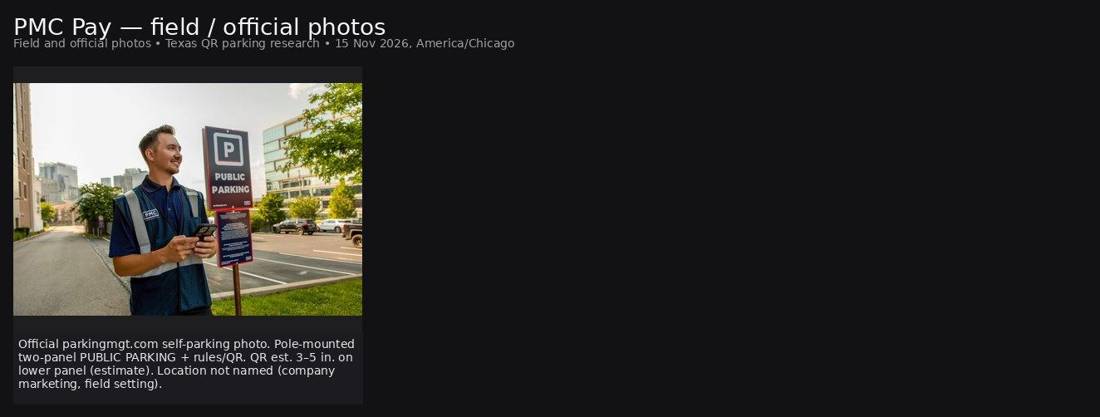 PMC Pay — field / official photos
Field and official photos • Texas QR parking research • 15 Nov 2026, America/Chicago
P
PUBLIC
PARKING
PMC
Official parkingmgt.com self-parking photo. Pole-mounted
two-panel PUBLIC PARKING + rules/QR. QR est. 3–5 in. on
lower panel (estimate). Location not named (company
marketing, field setting).